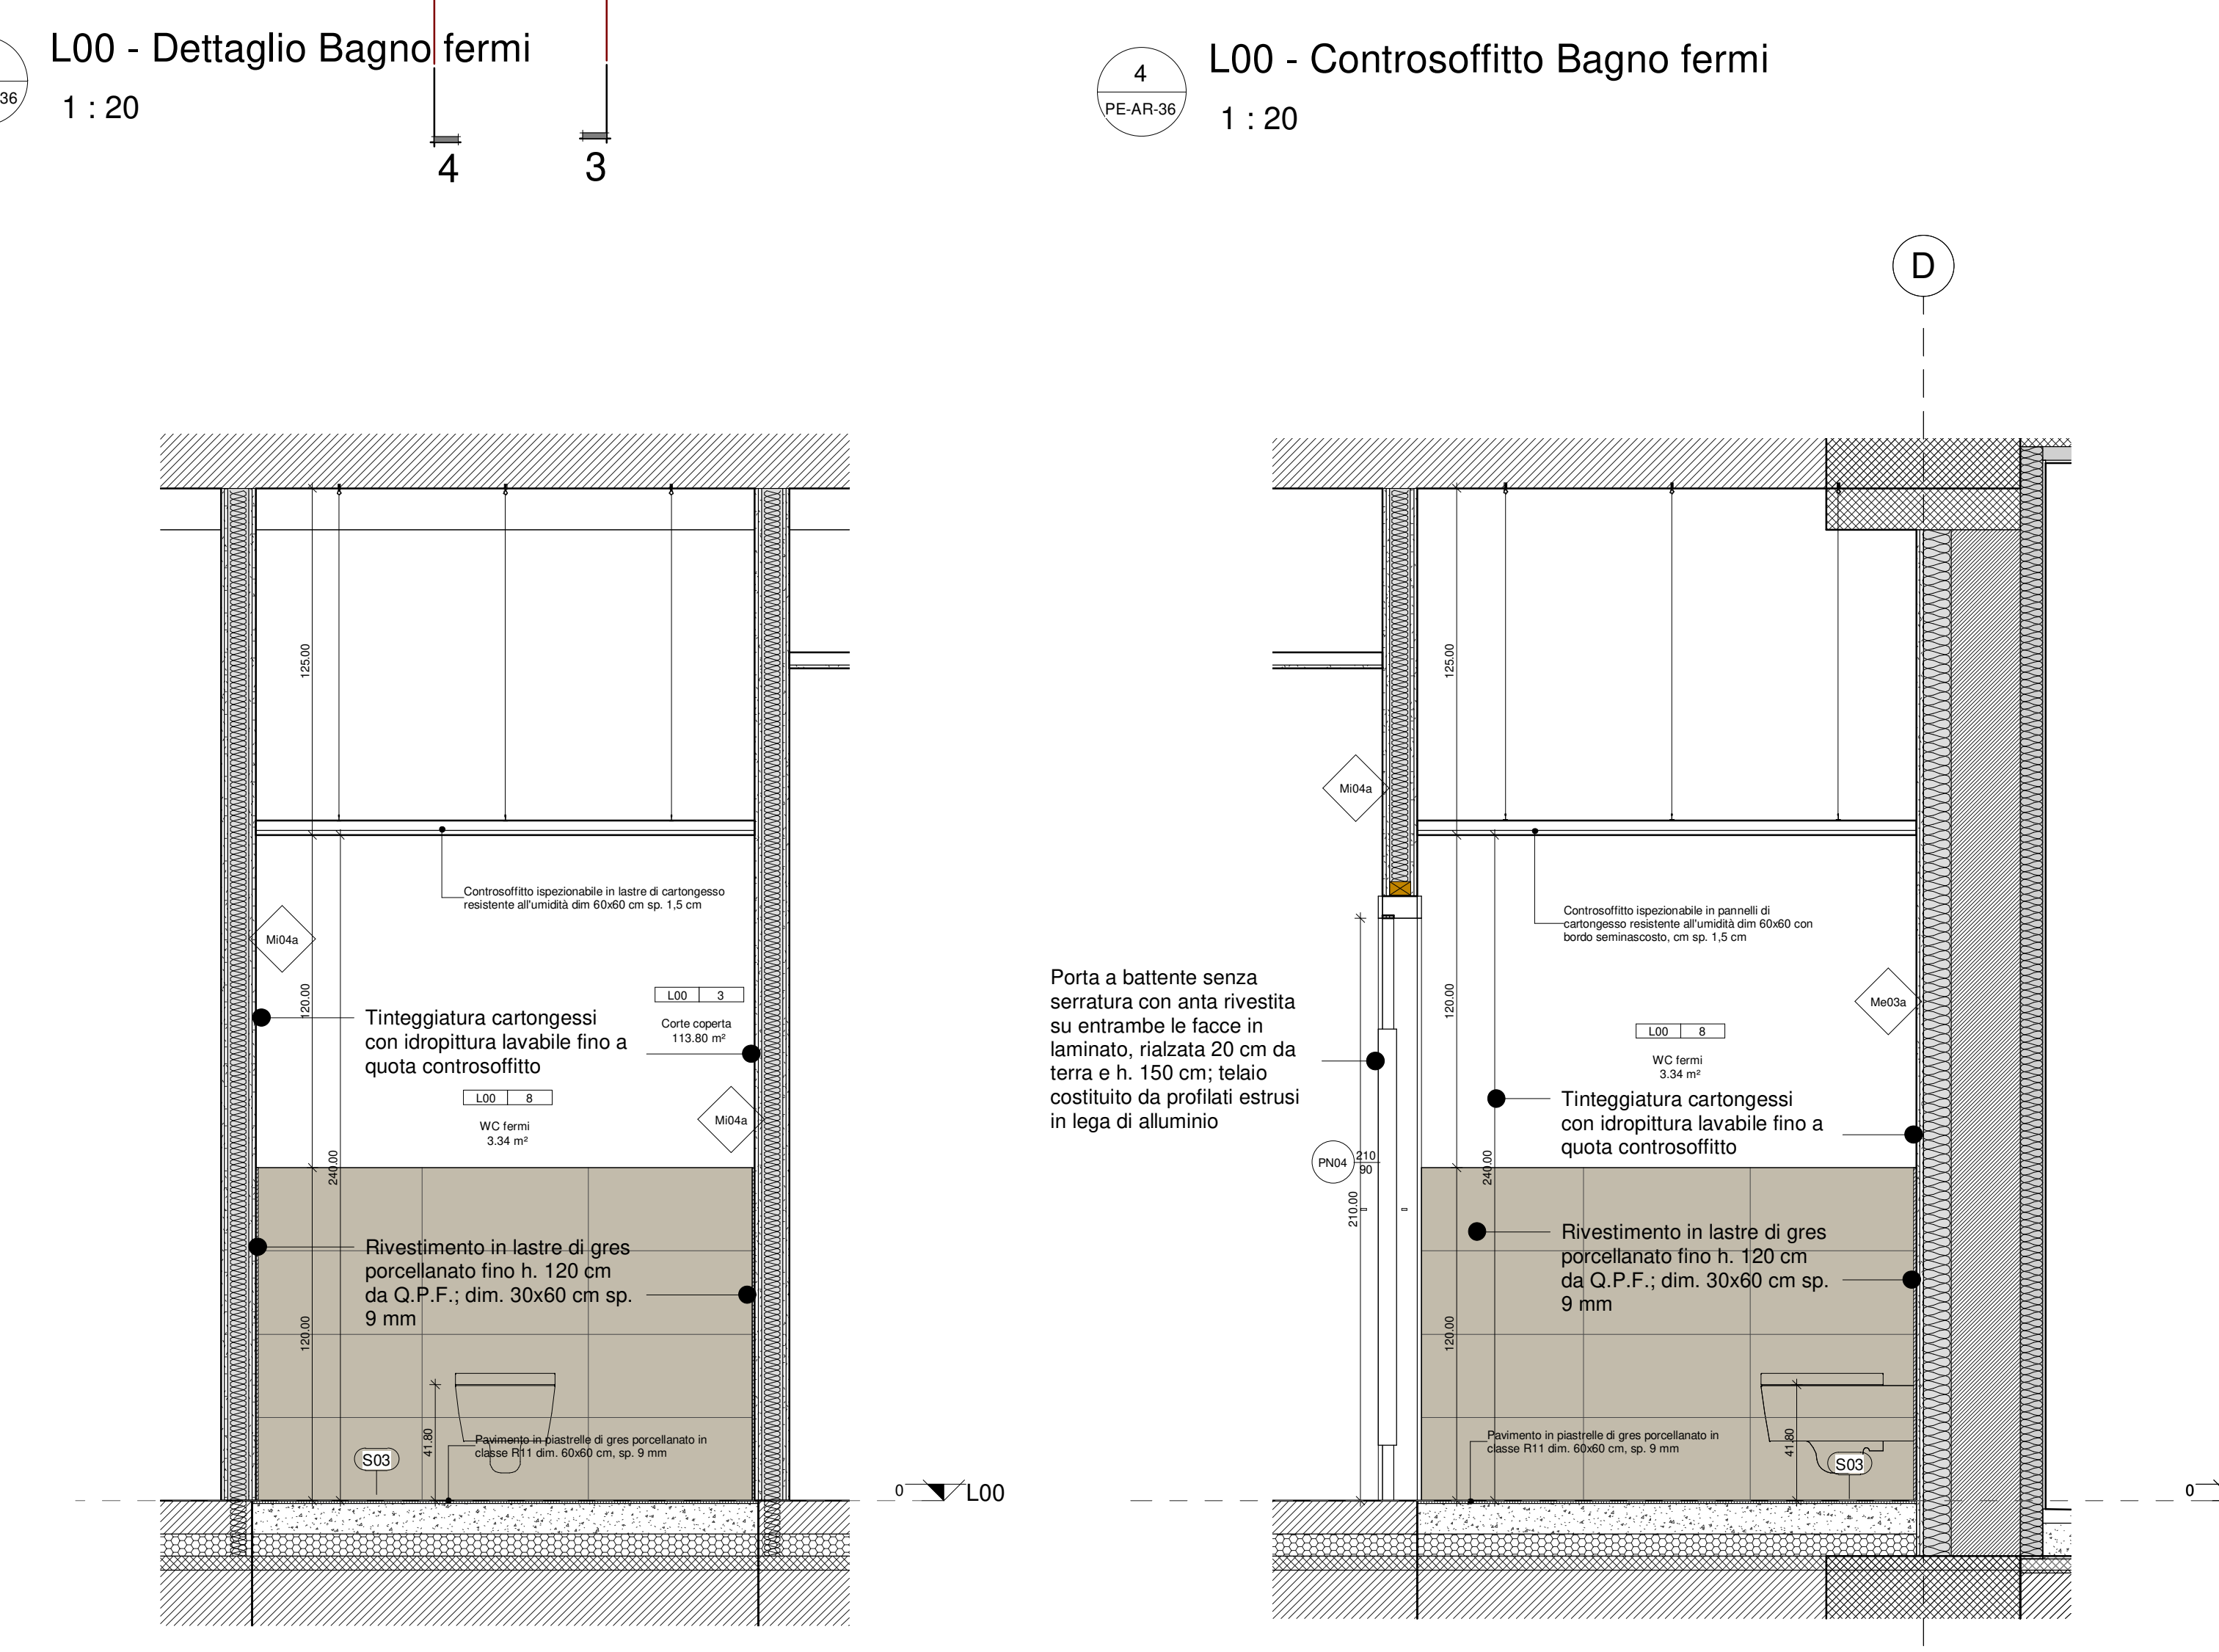 L00 - Dettaglio Bagno fermi
36
1 : 20
4
3
4
PE-AR-36
L00 - Controsoffitto Bagno fermi
1 : 20
D
125.00
Controsoffitto ispezionabile in lastre di cartongesso
resistente all'umidità dim 60x60 cm sp. 1,5 cm
Mi04a
120.00
L00 3
Corte coperta
113.80 m²
Tinteggiatura cartongessi
con idropittura lavabile fino a
quota controsoffitto
L00 8
WC fermi
3.34 m²
Mi04a
240.00
Rivestimento in lastre di gres
porcellanato fino h. 120 cm
da Q.P.F.; dim. 30x60 cm sp.
9 mm
120.00
41.80
Pavimento in piastrelle di gres porcellanato in
classe R11 dim. 60x60 cm, sp. 9 mm
S03
0
L00
125.00
Mi04a
Controsoffitto ispezionabile in pannelli di
cartongesso resistente all'umidità dim 60x60 con
bordo seminascosto, cm sp. 1,5 cm
Porta a battente senza
serratura con anta rivestita
su entrambe le facce in
laminato, rialzata 20 cm da
terra e h. 150 cm; telaio
costituito da profilati estrusi
in lega di alluminio
Me03a
120.00
L00 8
WC fermi
3.34 m²
Tinteggiatura cartongessi
con idropittura lavabile fino a
quota controsoffitto
PN04
210
90
210.00
240.00
Rivestimento in lastre di gres
porcellanato fino h. 120 cm
da Q.P.F.; dim. 30x60 cm sp.
9 mm
120.00
41.80
Pavimento in piastrelle di gres porcellanato in
classe R11 dim. 60x60 cm, sp. 9 mm
S03
0